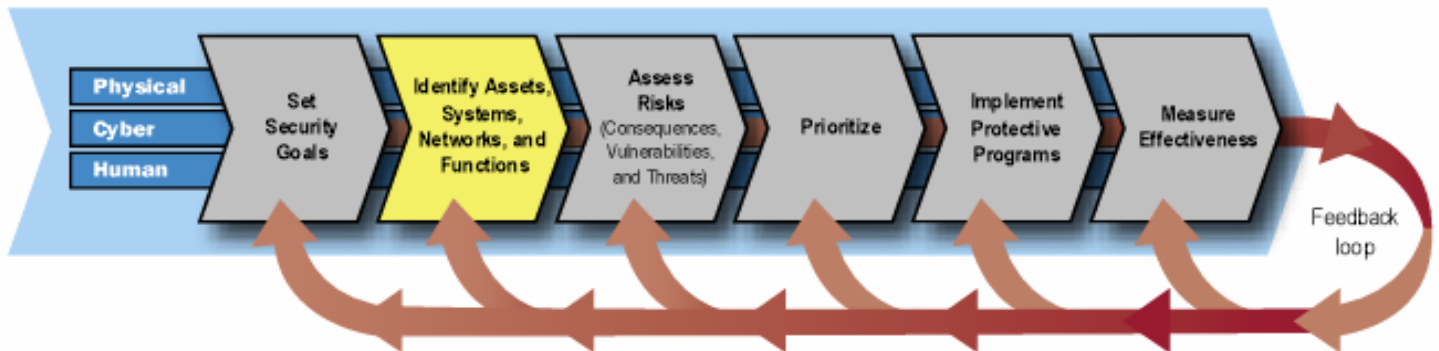 Physical
Cyber
Human
Set
Security
Goals
Identify Assets,
Systems,
Networks, and
Functions
Assess
Risks
(Consequences,
Vulnerabilities,
and Threats)
Prioritize
Implement
Protective
Programs
Measure
Effectiveness
Feedback
loop